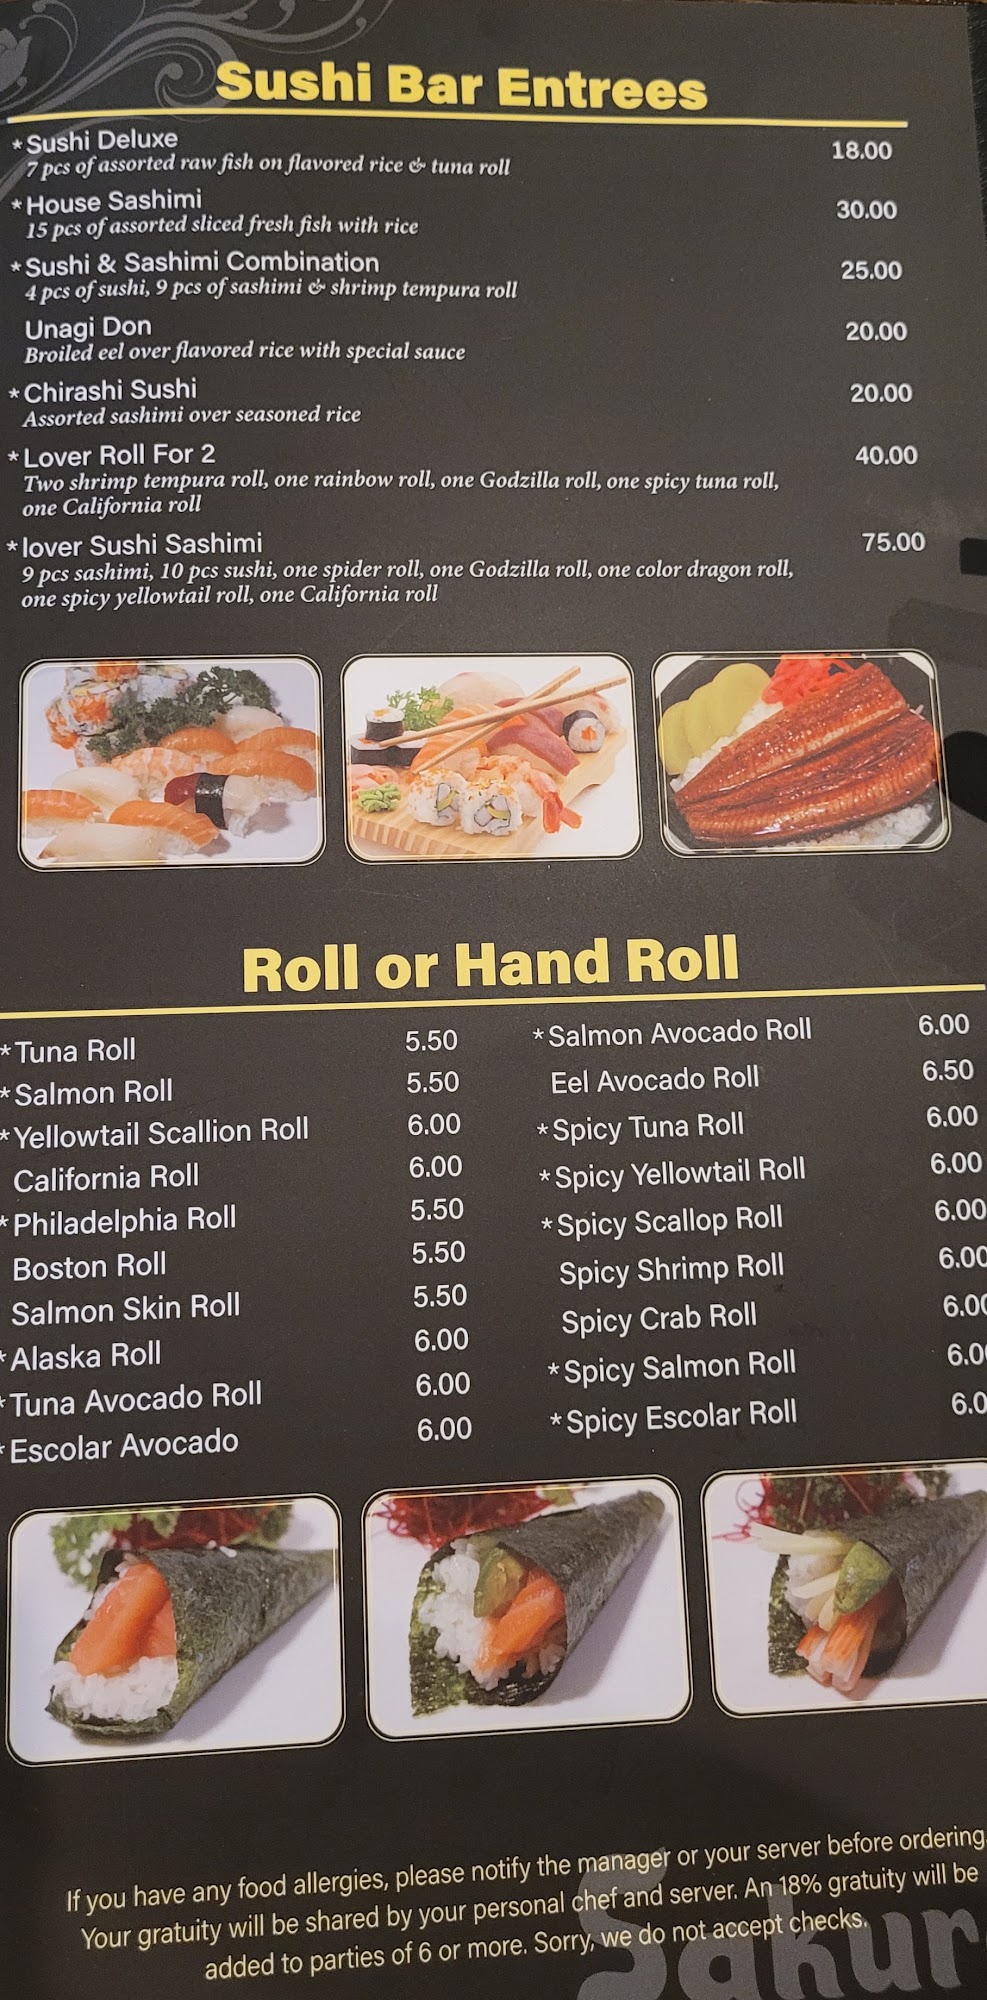 Sushi Bar Entrees
* Sushi Deluxe 18.00
7 pcs of assorted raw fish on flavored rice & tuna roll
* House Sashimi 30.00
15 pcs of assorted sliced fresh fish with rice
* Sushi & Sashimi Combination 25.00
4 pcs of sushi, 9 pcs of sashimi & shrimp tempura roll
Unagi Don 20.00
Broiled eel over flavored rice with special sauce
* Chirashi Sushi 20.00
Assorted sashimi over seasoned rice
* Lover Roll For 2 40.00
Two shrimp tempura roll, one rainbow roll, one Godzilla roll, one spicy tuna roll,
one California roll
* lover Sushi Sashimi 75.00
9 pcs sashimi, 10 pcs sushi, one spider roll, one Godzilla roll, one color dragon roll,
one spicy yellowtail roll, one California roll
Roll or Hand Roll
* Tuna Roll 5.50
* Salmon Roll 5.50
* Yellowtail Scallion Roll 6.00
California Roll 6.00
* Philadelphia Roll 5.50
Boston Roll 5.50
Salmon Skin Roll 5.50
* Alaska Roll 6.00
* Tuna Avocado Roll 6.00
* Escolar Avocado 6.00
* Salmon Avocado Roll 6.00
Eel Avocado Roll 6.50
* Spicy Tuna Roll 6.00
* Spicy Yellowtail Roll 6.00
* Spicy Scallop Roll 6.00
Spicy Shrimp Roll 6.00
Spicy Crab Roll 6.00
* Spicy Salmon Roll 6.0
* Spicy Escolar Roll 6.0
If you have any food allergies, please notify the manager or your server before ordering.
Your gratuity will be shared by your personal chef and server. An 18% gratuity will be
added to parties of 6 or more. Sorry, we do not accept checks.
Sakur